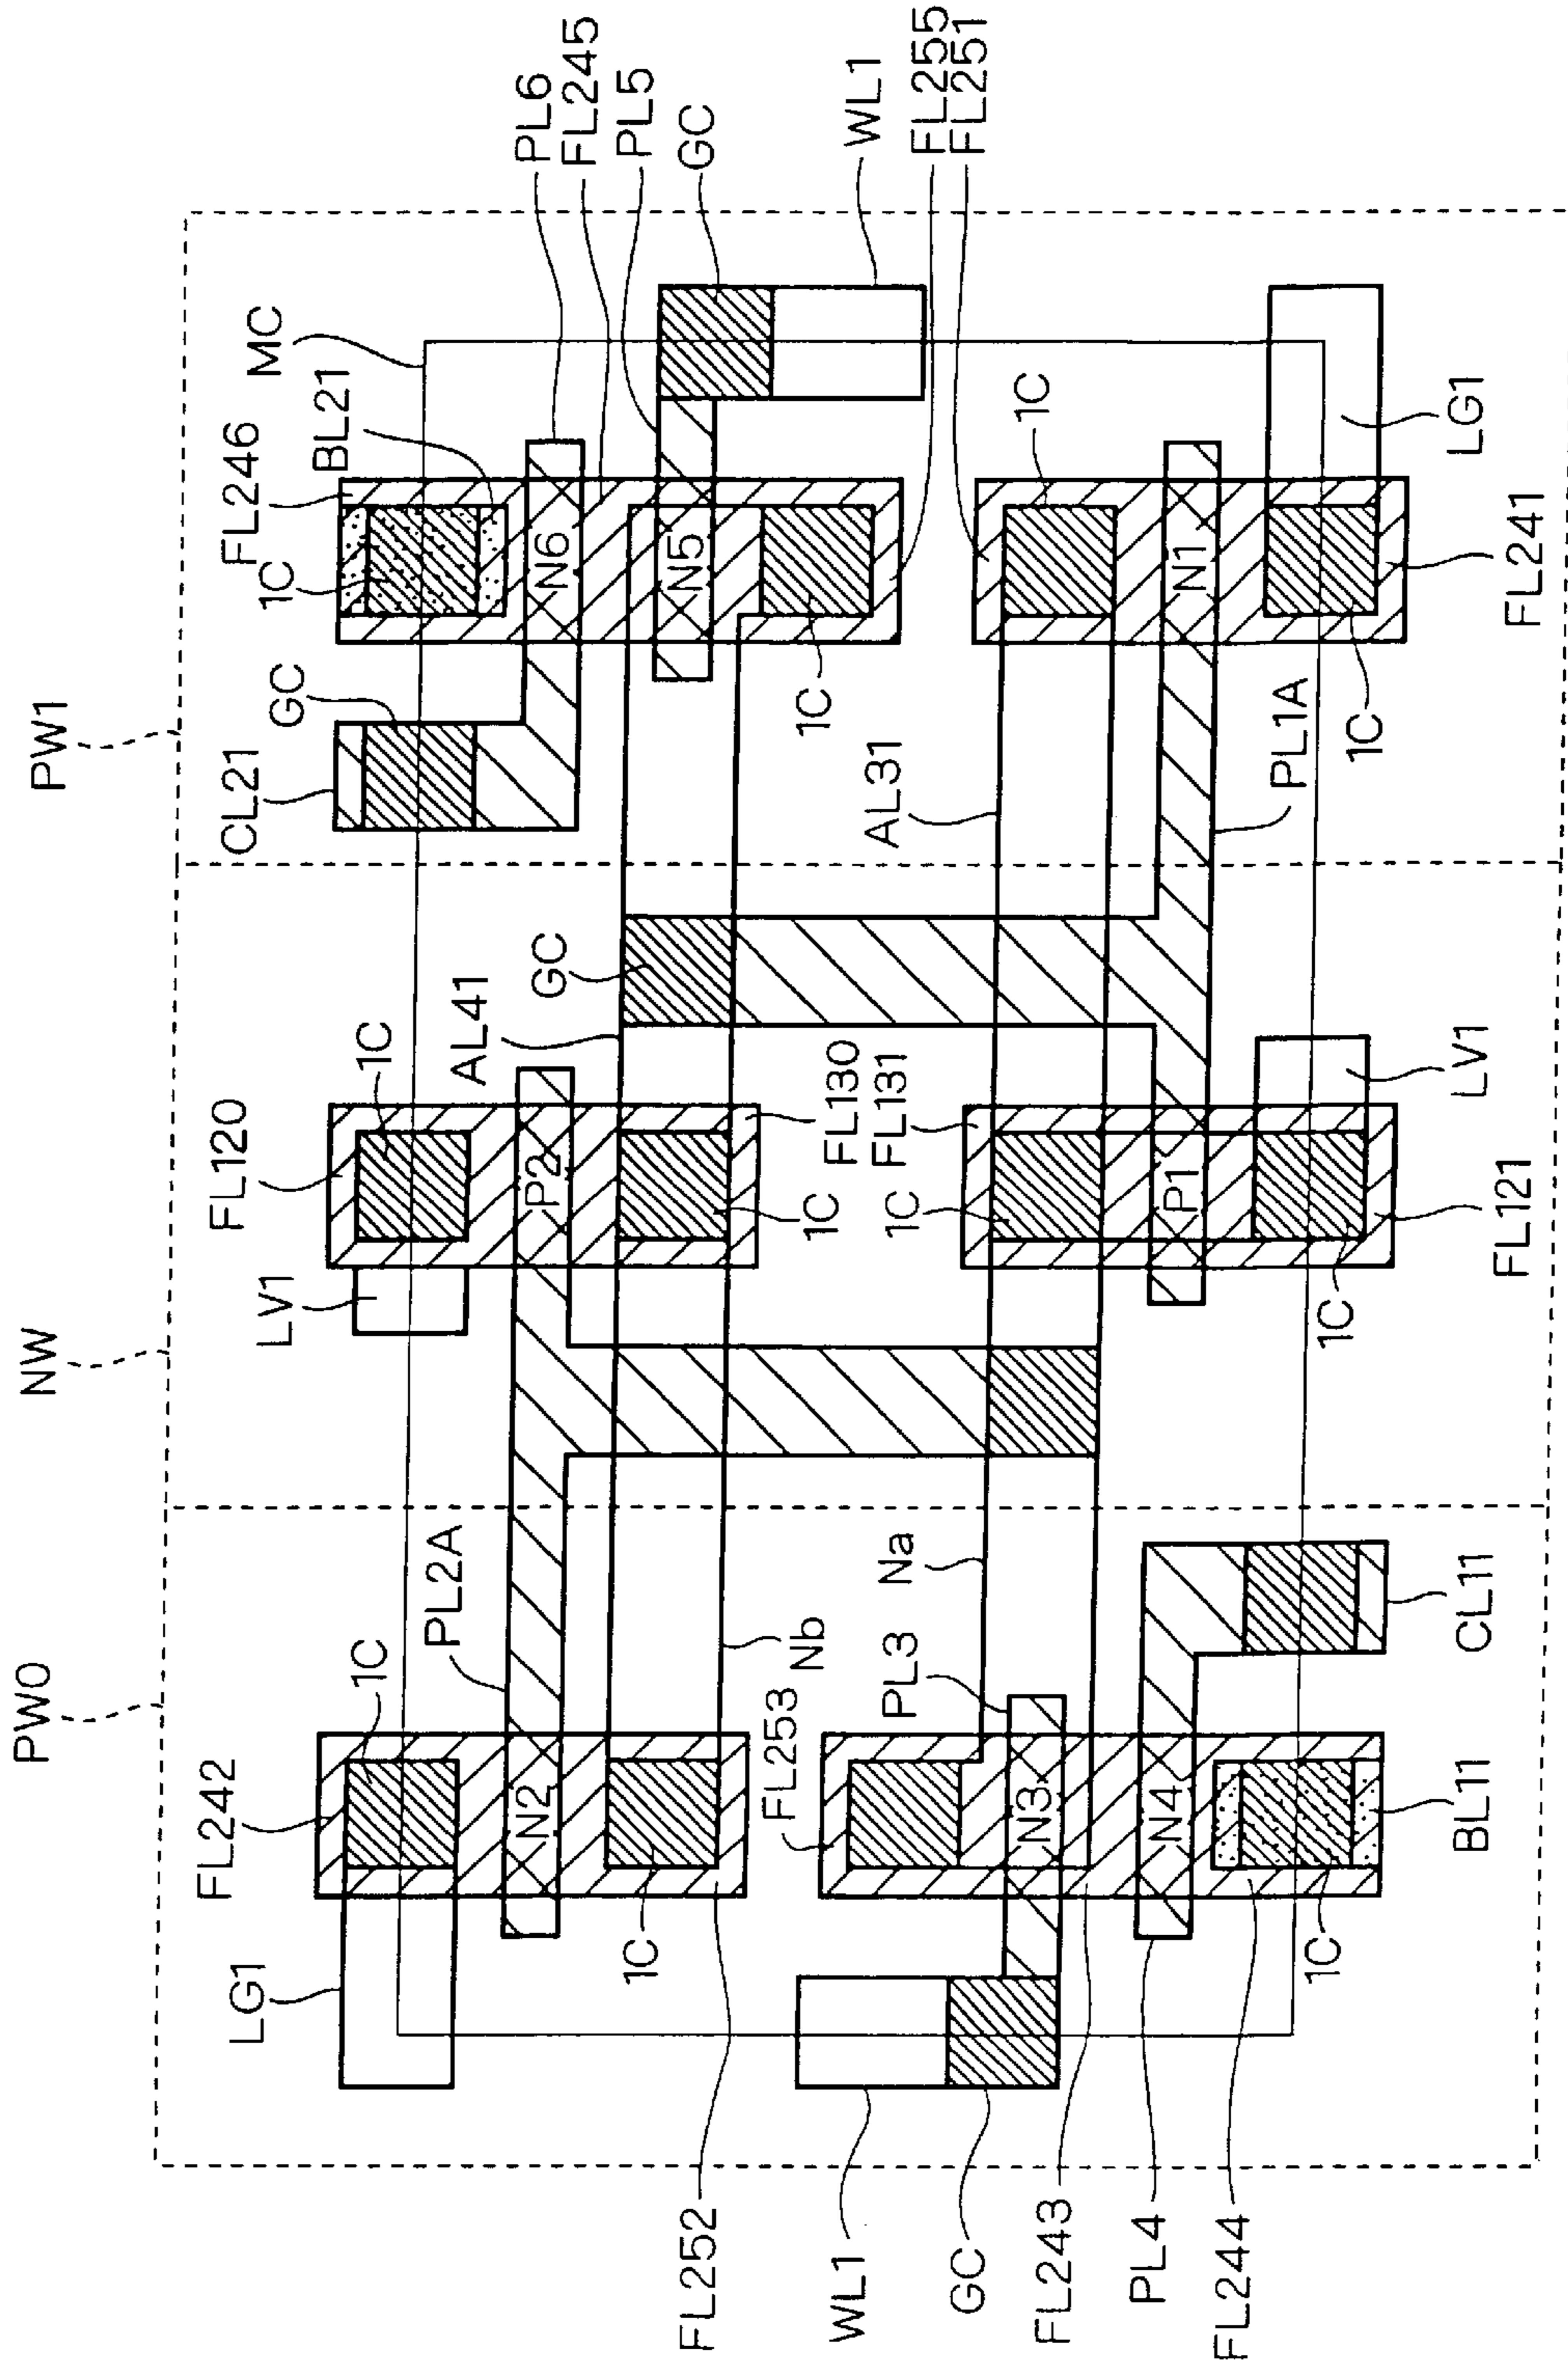 PW0
NW
PW1
FL242
FL120
CL21
FL246
LG1
LV1
GC
1C
MC
1C
1C
BL21
PL2A
AL41
PL6
N2
P2
GC
N6
FL245
1C
PL5
FL252
N5
GC
Nb
FL253
1C
1C
WL1
FL130
WL1
PL3
Na
FL131
AL31
FL255
GC
1C
FL251
N3
1C
FL243
PL4
N4
P1
N1
FL244
PL1A
1C
1C
1C
BL11
CL11
LV1
LG1
FL121
FL241